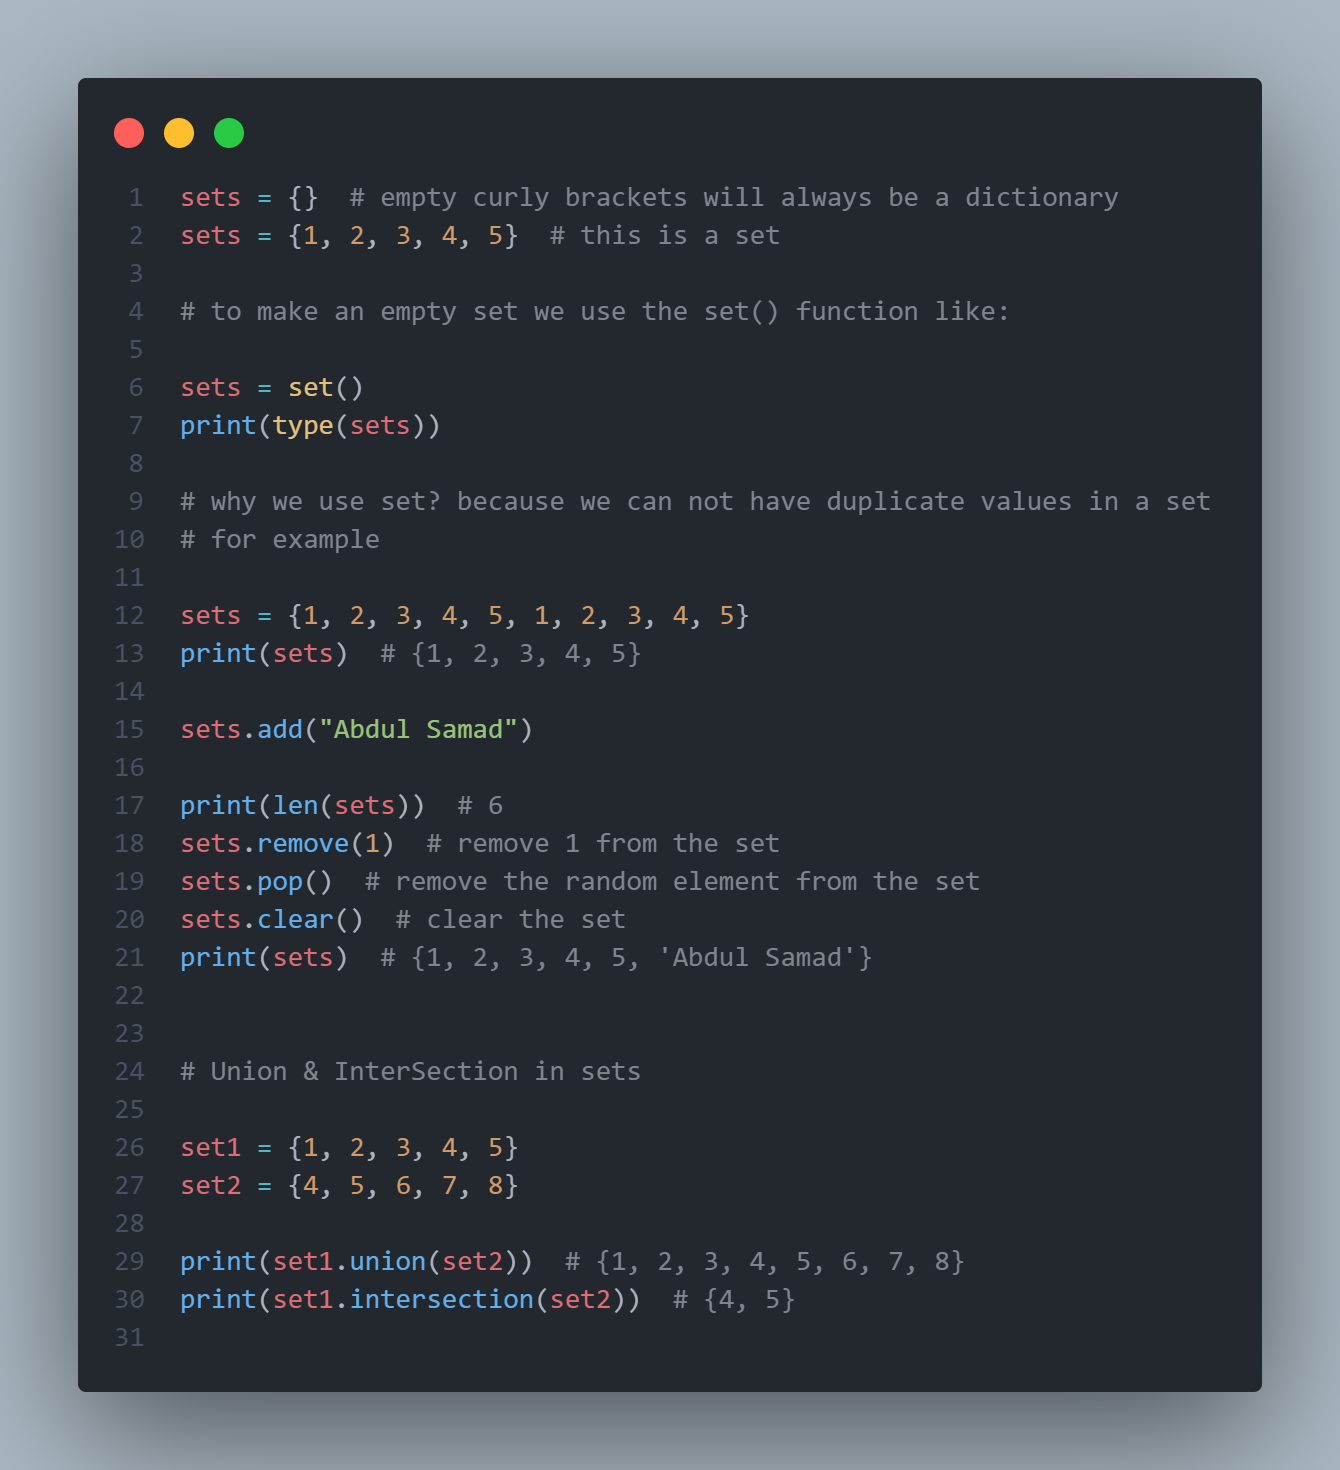 1 sets = {}  # empty curly brackets will always be a dictionary
2 sets = {1, 2, 3, 4, 5}  # this is a set
3
4 # to make an empty set we use the set() function like:
5
6 sets = set()
7 print(type(sets))
8
9 # why we use set? because we can not have duplicate values in a set
10 # for example
11
12 sets = {1, 2, 3, 4, 5, 1, 2, 3, 4, 5}
13 print(sets)  # {1, 2, 3, 4, 5}
14
15 sets.add("Abdul Samad")
16
17 print(len(sets))  # 6
18 sets.remove(1)  # remove 1 from the set
19 sets.pop()  # remove the random element from the set
20 sets.clear()  # clear the set
21 print(sets)  # {1, 2, 3, 4, 5, 'Abdul Samad'}
22
23
24 # Union & InterSection in sets
25
26 set1 = {1, 2, 3, 4, 5}
27 set2 = {4, 5, 6, 7, 8}
28
29 print(set1.union(set2))  # {1, 2, 3, 4, 5, 6, 7, 8}
30 print(set1.intersection(set2))  # {4, 5}
31